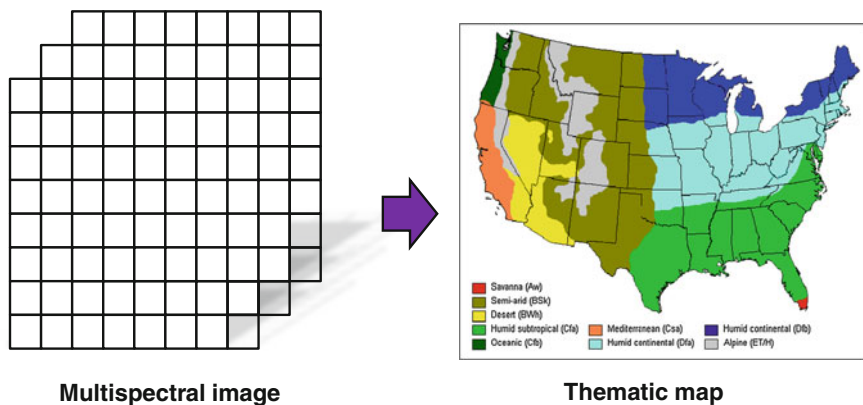 Savanna (Aw)
Semi-arid (BSk)
Desert (BWh)
Humid subtropical (Cfa) Mediterranean (Csa) Humid continental (Dfb)
Oceanic (Cfb) Humid continental (Dfa) Alpine (ET/H)
Multispectral image Thematic map